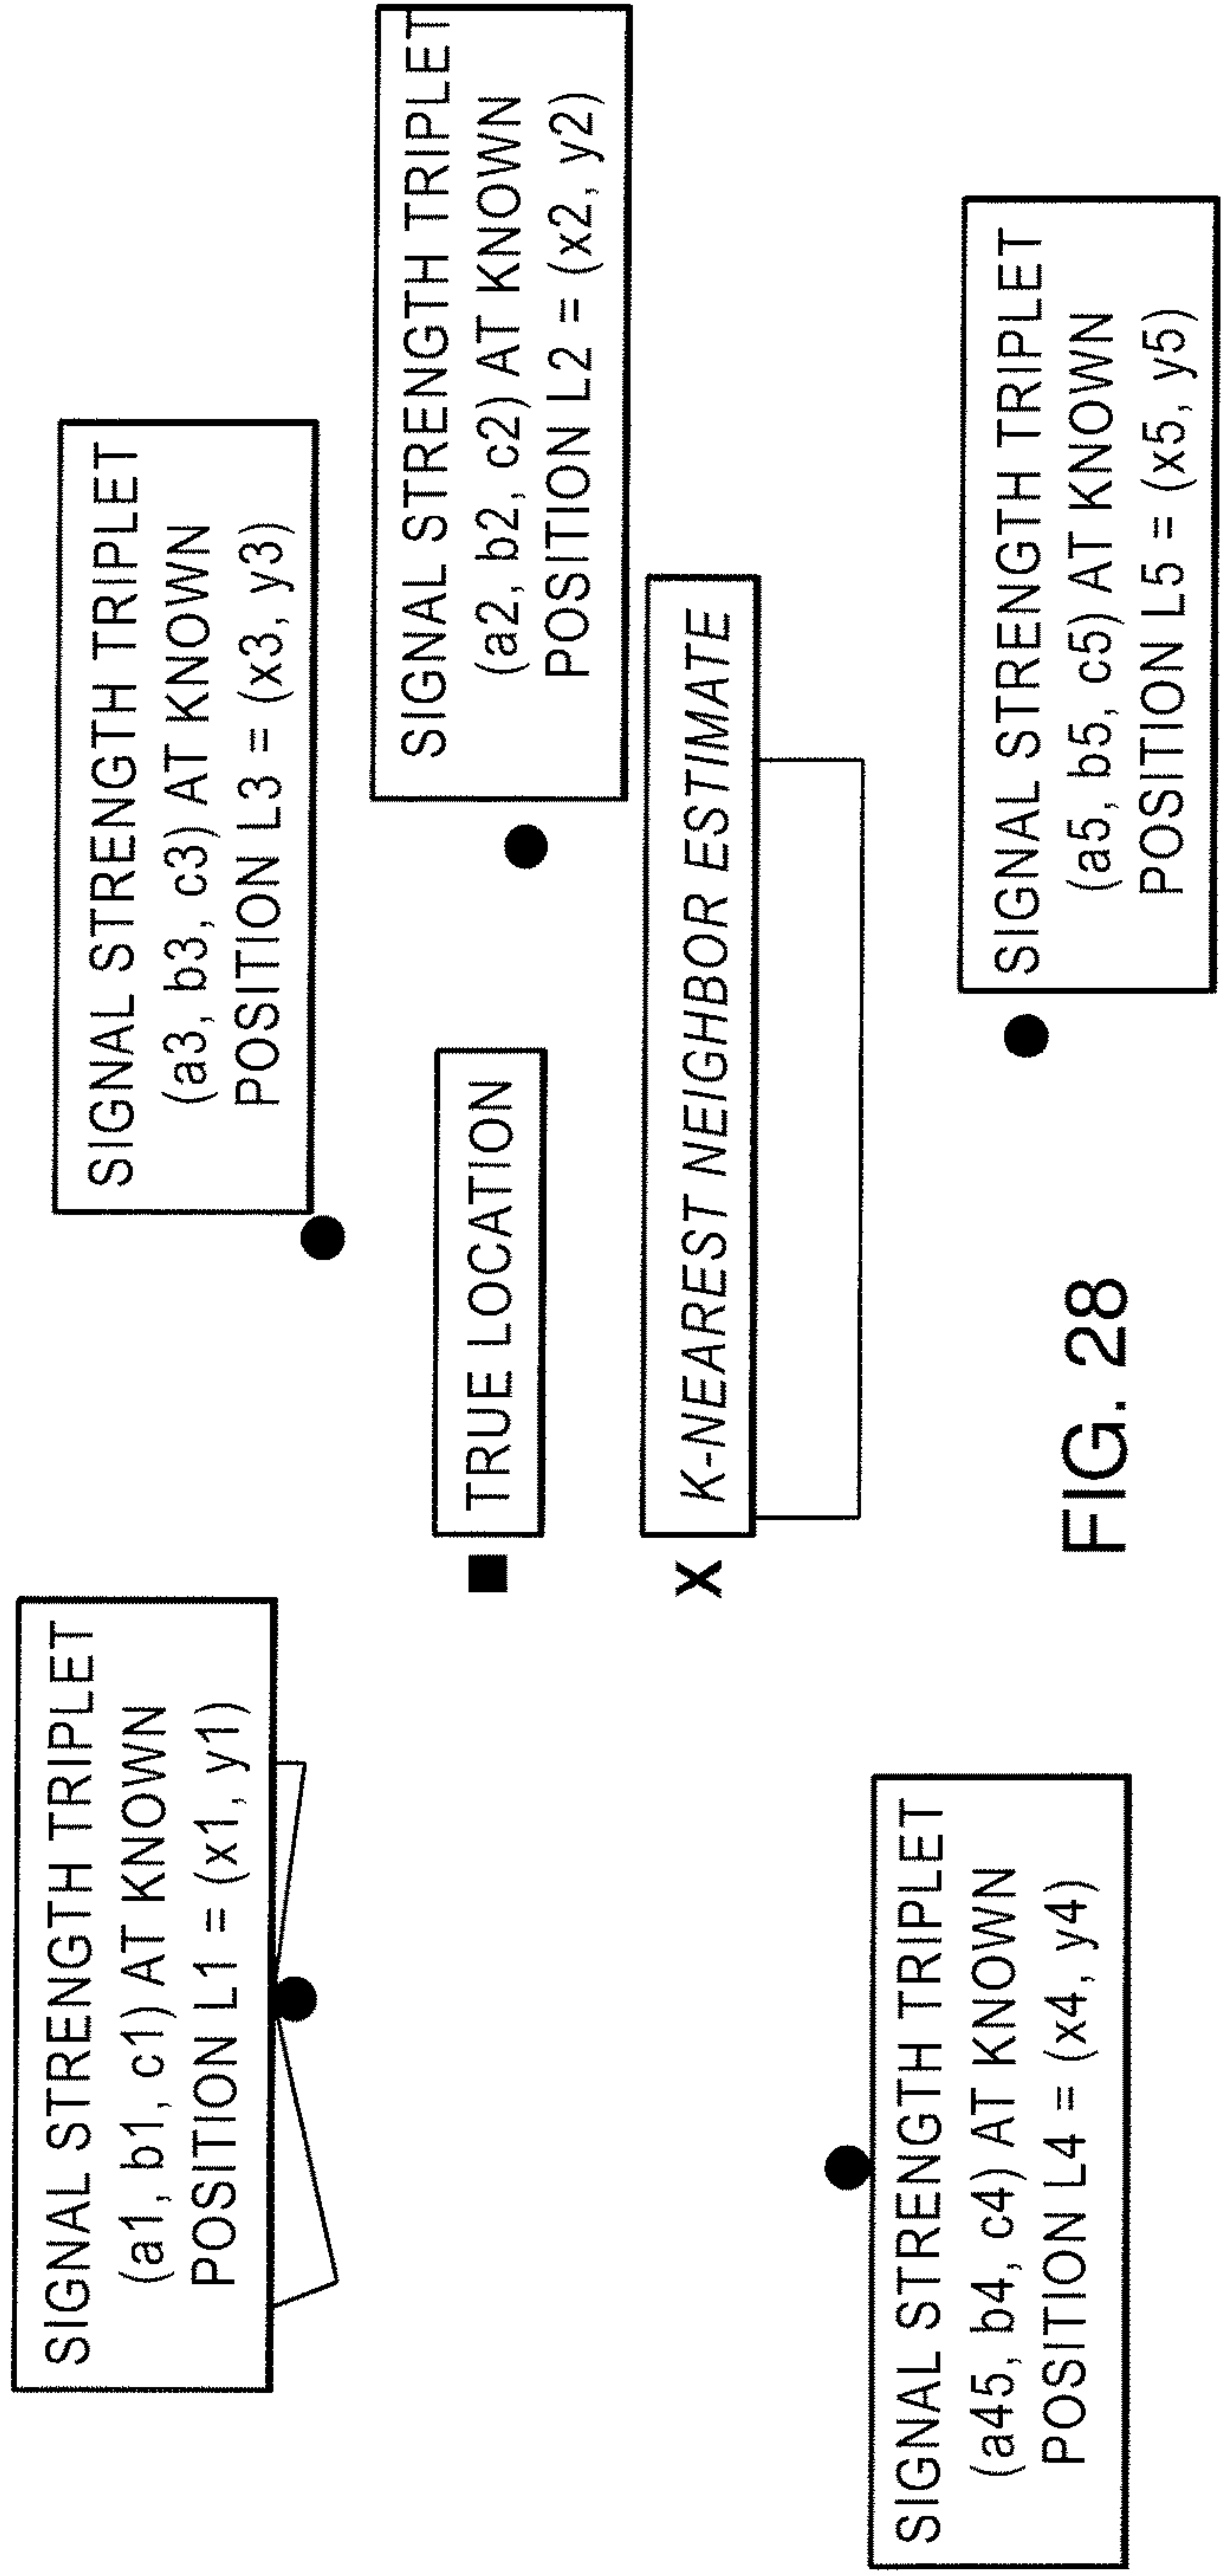 SIGNAL STRENGTH TRIPLET
(a1, b1, c1) AT KNOWN
POSITION L1 = (x1, y1)
SIGNAL STRENGTH TRIPLET
(a3, b3, c3) AT KNOWN
POSITION L3 = (x3, y3)
SIGNAL STRENGTH TRIPLET
(a2, b2, c2) AT KNOWN
POSITION L2 = (x2, y2)
TRUE LOCATION
X
K-NEAREST NEIGHBOR ESTIMATE
SIGNAL STRENGTH TRIPLET
(a45, b4, c4) AT KNOWN
POSITION L4 = (x4, y4)
SIGNAL STRENGTH TRIPLET
(a5, b5, c5) AT KNOWN
POSITION L5 = (x5, y5)
FIG. 28